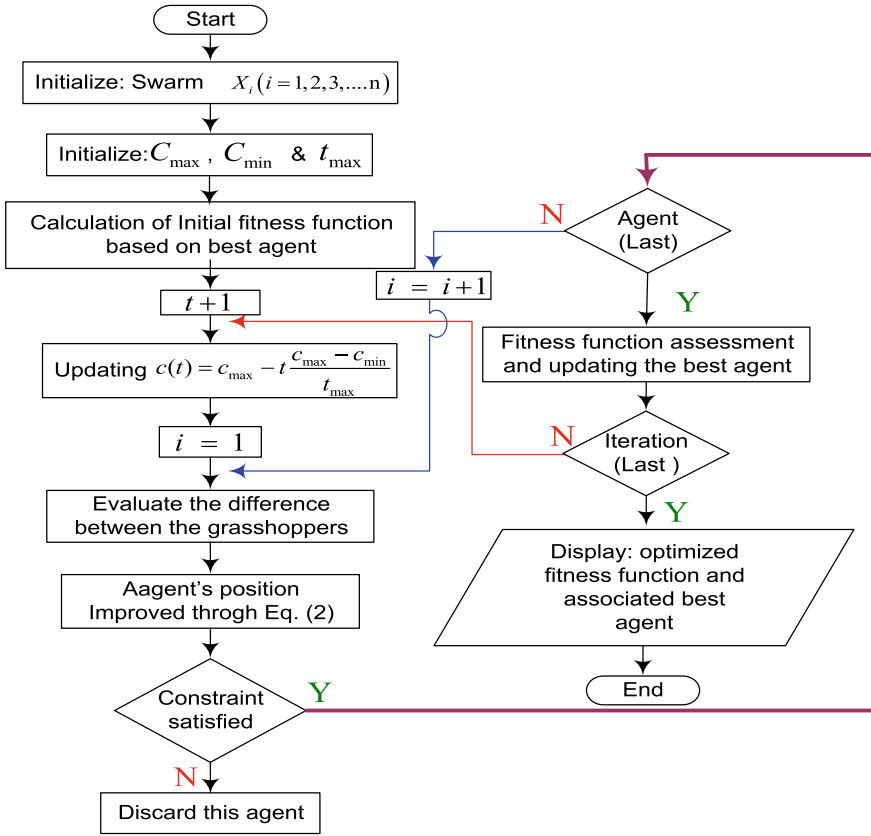 Start
Initialize: Swarm X_i (i = 1,2,3,....n)
Initialize: C_max , C_min & t_max
Calculation of Initial fitness function
based on best agent
t+1
Updating c(t) = c_max − t (c_max − c_min) / t_max
i = 1
Evaluate the difference
between the grasshoppers
Aagent's position
Improved throgh Eq. (2)
Constraint
satisfied
Y
N
Discard this agent
Agent
(Last)
N
i = i+1
Y
Fitness function assessment
and updating the best agent
Iteration
(Last )
N
Y
Display: optimized
fitness function and
associated best
agent
End